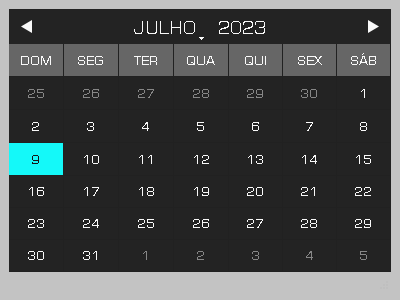 JULHO 2023
DOM SEG TER QUA QUI SEX SÁB
25 26 27 28 29 30 1
2 3 4 5 6 7 8
9 10 11 12 13 14 15
16 17 18 19 20 21 22
23 24 25 26 27 28 29
30 31 1 2 3 4 5